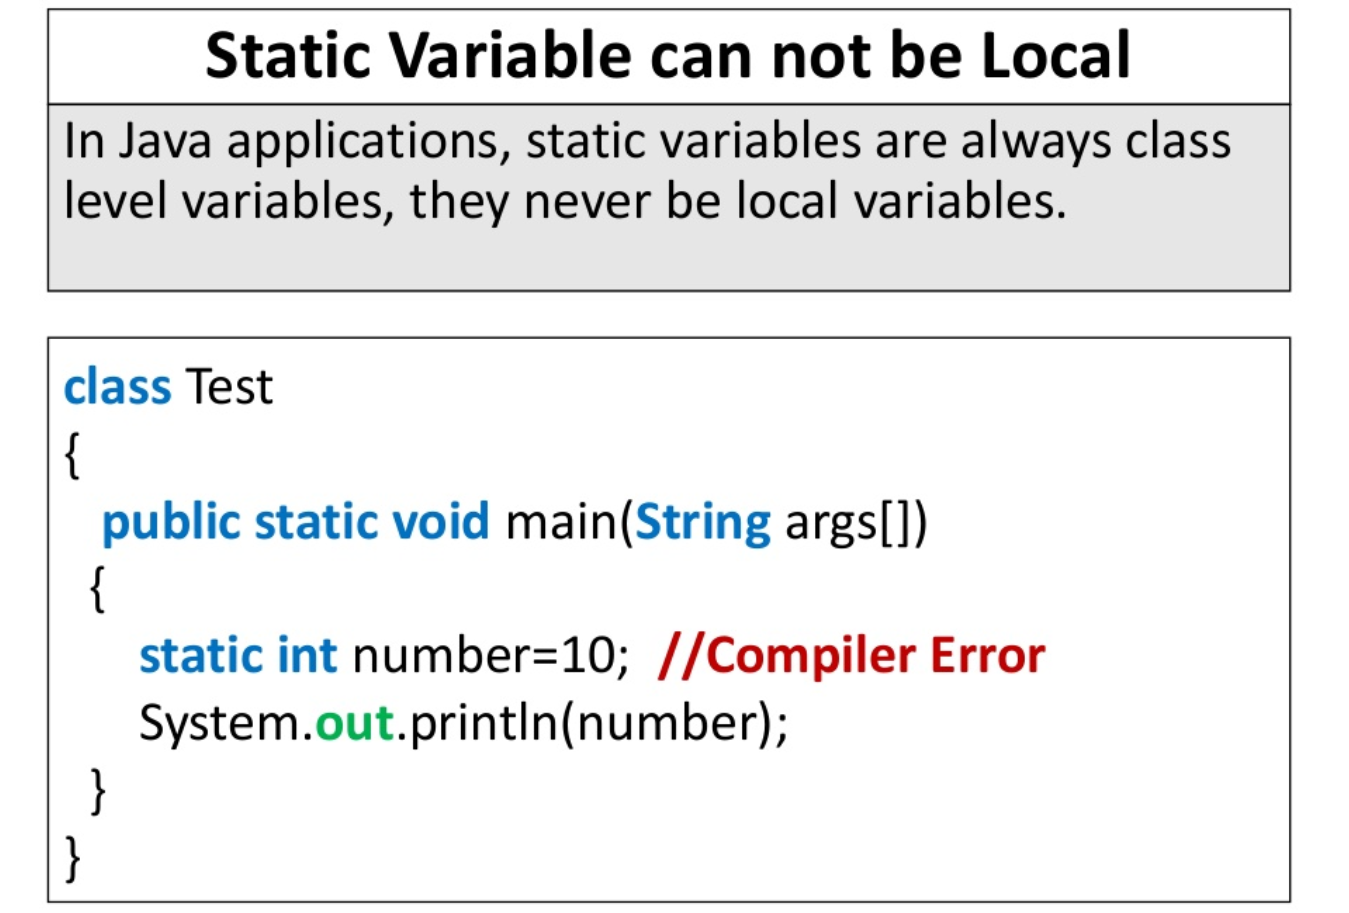 Static Variable can not be Local
In Java applications, static variables are always class
level variables, they never be local variables.
class Test
{
public static void main(String args[])
{
static int number=10; //Compiler Error
System.out.println(number);
}
}